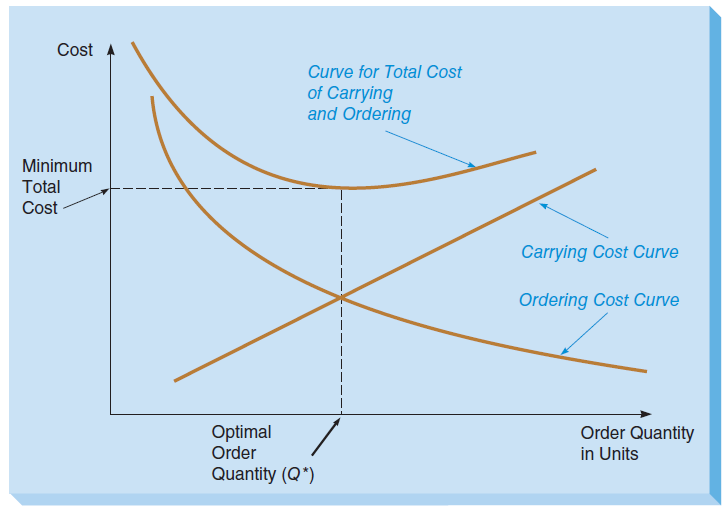 Cost
Curve for Total Cost
of Carrying
and Ordering
Minimum
Total
Cost
Carrying Cost Curve
Ordering Cost Curve
Optimal
Order
Quantity (Q*)
Order Quantity
in Units